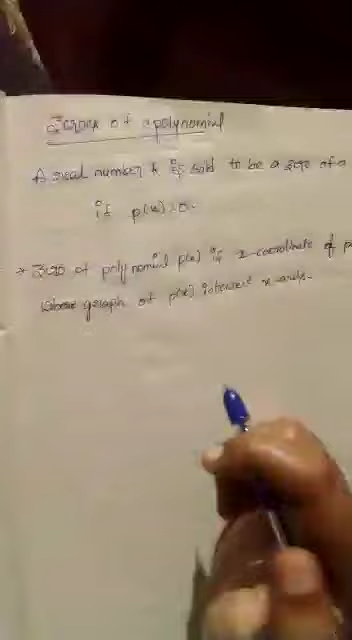 Zeroes of a polynomial
A real number k is said to be a zero of a
if p(k)=0.
* Zero of polynomial p(x) is x-coordinate of p
where graph of p(x) intersect x axis.